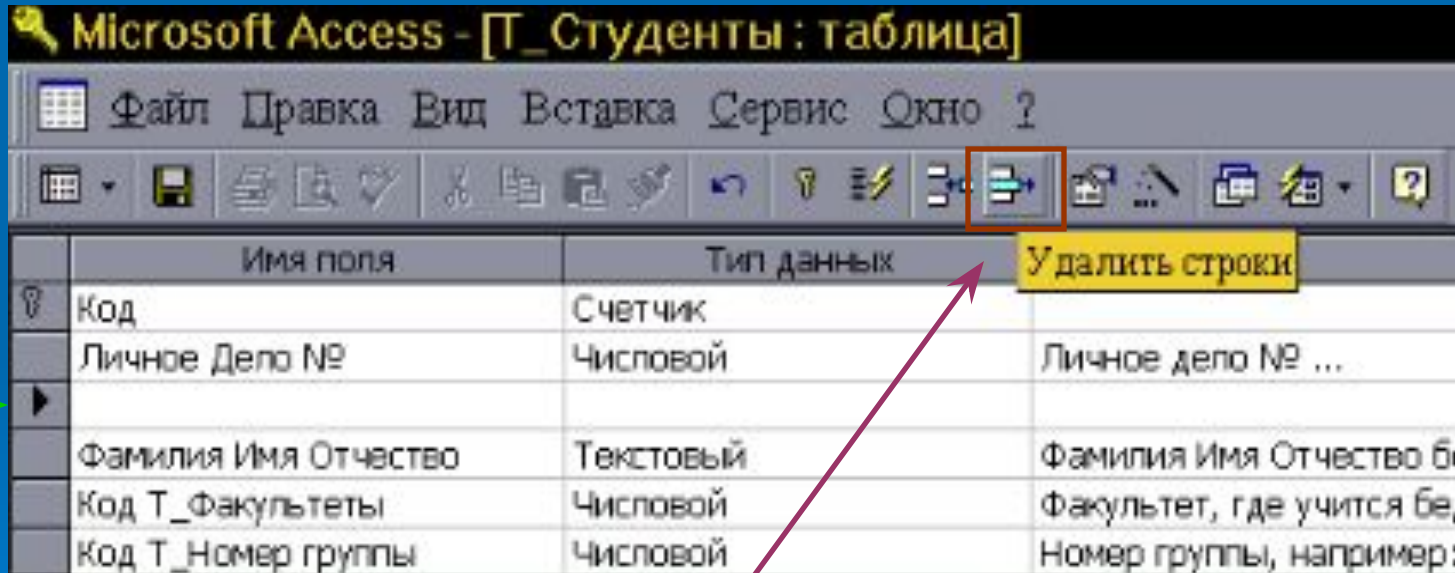 Microsoft Access - [Т_Студенты : таблица]
Файл Правка Вид Вставка Сервис Окно ?
Имя поля Тип данных Удалить строки
Код Счетчик
Личное Дело № Числовой Личное дело № ...
Фамилия Имя Отчество Текстовый Фамилия Имя Отчество
Код Т_Факультеты Числовой Факультет, где учится
Код Т_Номер группы Числовой Номер группы, например